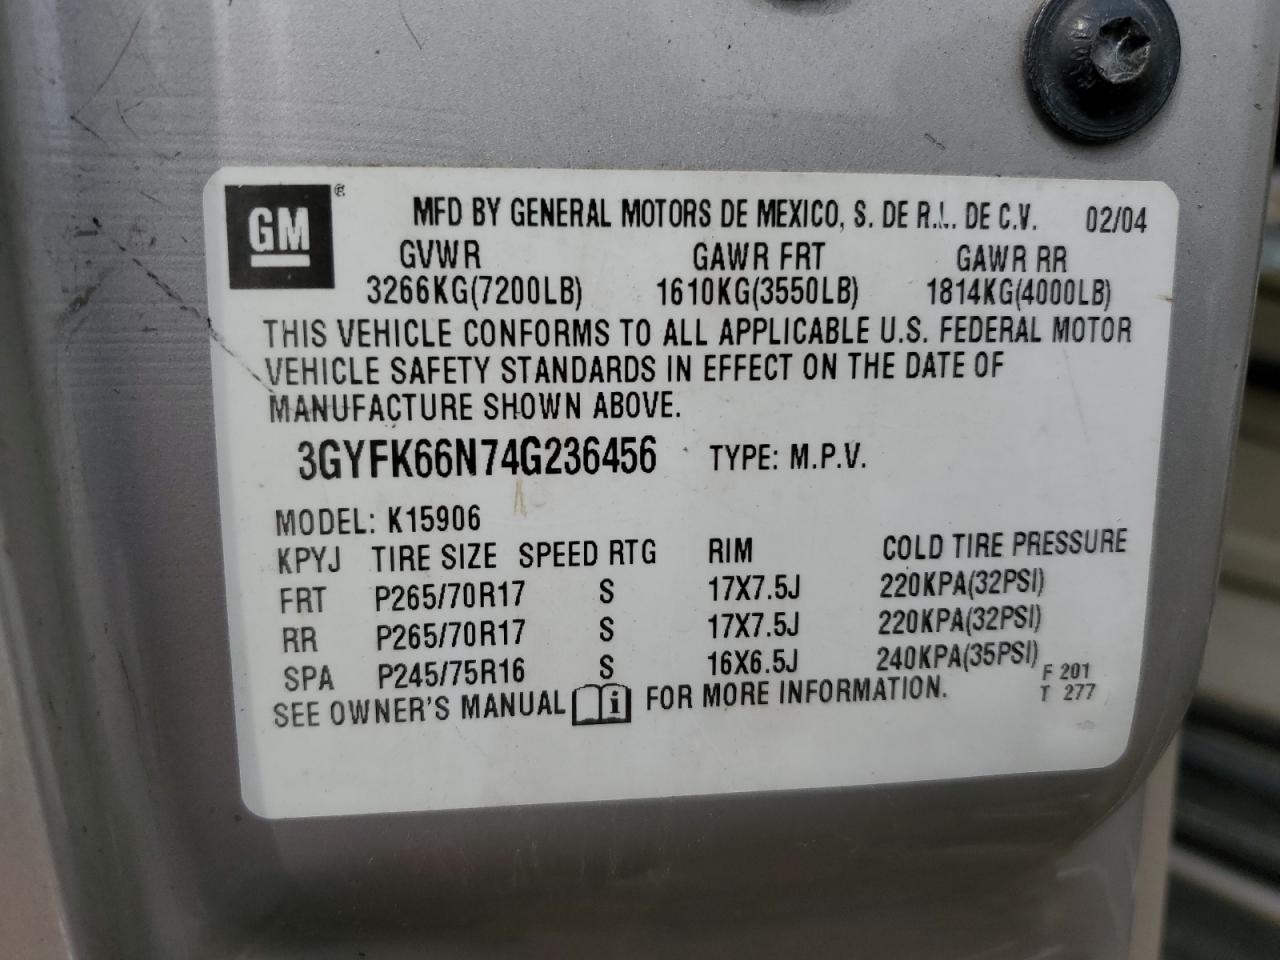 GM ®
MFD BY GENERAL MOTORS DE MEXICO, S. DE R.L. DE C.V. 02/04
GVWR GAWR FRT GAWR RR
3266KG(7200LB) 1610KG(3550LB) 1814KG(4000LB)
THIS VEHICLE CONFORMS TO ALL APPLICABLE U.S. FEDERAL MOTOR
VEHICLE SAFETY STANDARDS IN EFFECT ON THE DATE OF
MANUFACTURE SHOWN ABOVE.
3GYFK66N74G236456 TYPE: M.P.V.
MODEL: K15906
KPYJ TIRE SIZE SPEED RTG RIM COLD TIRE PRESSURE
FRT P265/70R17 S 17X7.5J 220KPA(32PSI)
RR P265/70R17 S 17X7.5J 220KPA(32PSI)
SPA P245/75R16 S 16X6.5J 240KPA(35PSI)
F 201
SEE OWNER'S MANUAL i FOR MORE INFORMATION.
T 277